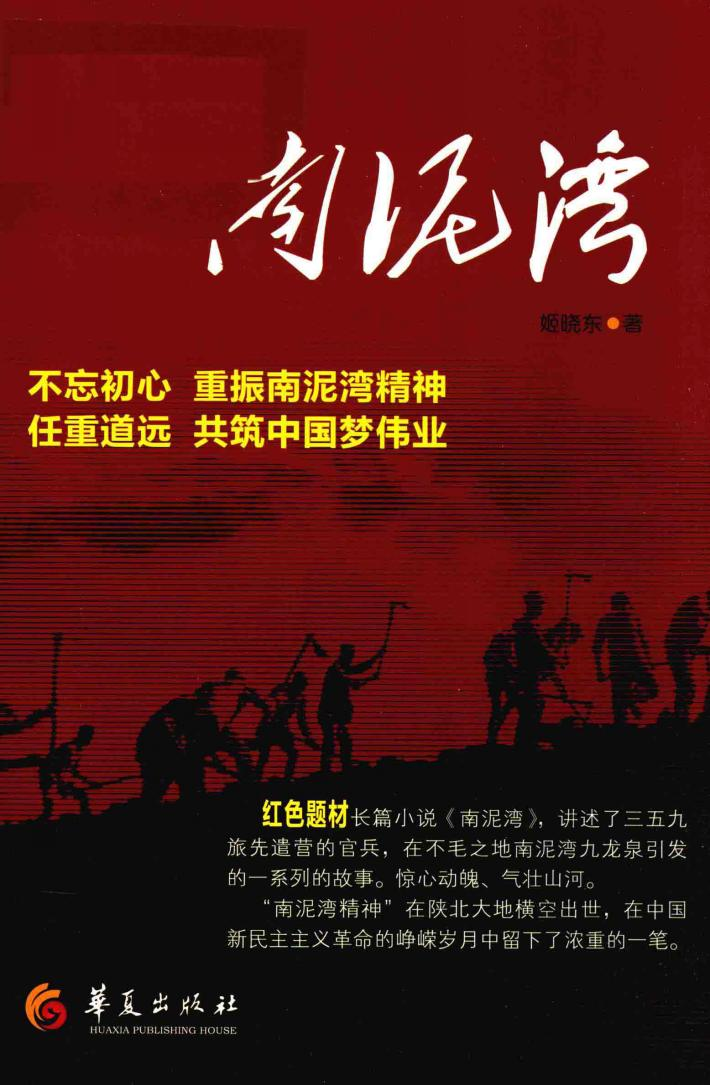 南泥湾
姬晓东●著
不忘初心 重振南泥湾精神
任重道远 共筑中国梦伟业
红色题材长篇小说《南泥湾》，讲述了三五九
旅先遣营的官兵，在不毛之地南泥湾九龙泉引发
的一系列的故事。惊心动魄、气壮山河。
“南泥湾精神”在陕北大地横空出世，在中国
新民主主义革命的峥嵘岁月中留下了浓重的一笔。
華夏出版社
HUAXIA PUBLISHING HOUSE